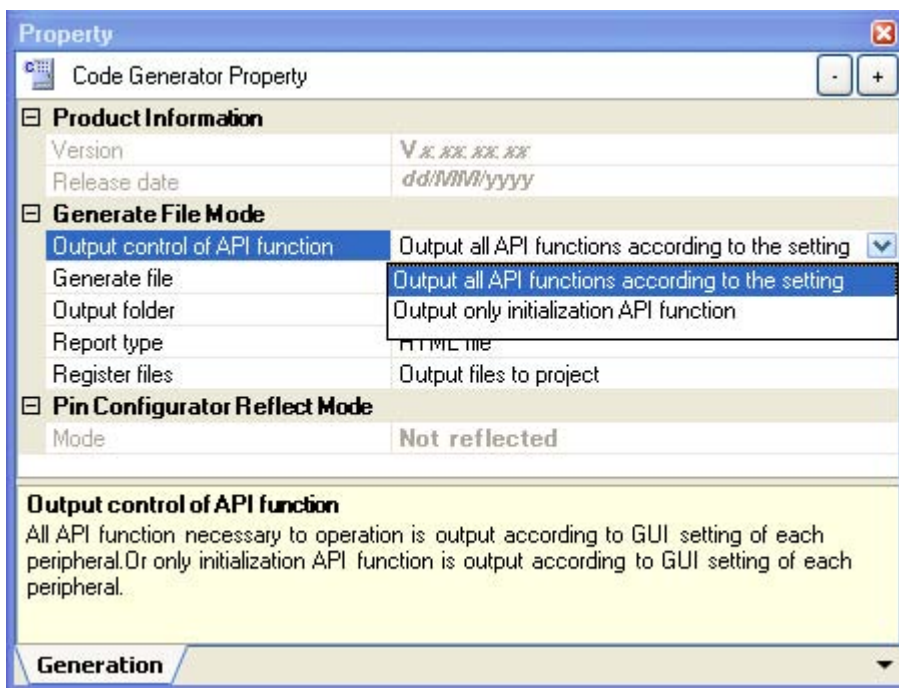 Property
Code Generator Property
- +
Product Information
Version V x.xx.xx.xx
Release date dd/MM/yyyy
Generate File Mode
Output control of API function Output all API functions according to the setting
Generate file Output all API functions according to the setting
Output folder Output only initialization API function
Report type HTML file
Register files Output files to project
Pin Configurator Reflect Mode
Mode Not reflected
Output control of API function
All API function necessary to operation is output according to GUI setting of each
peripheral.Or only initialization API function is output according to GUI setting of each
peripheral.
Generation